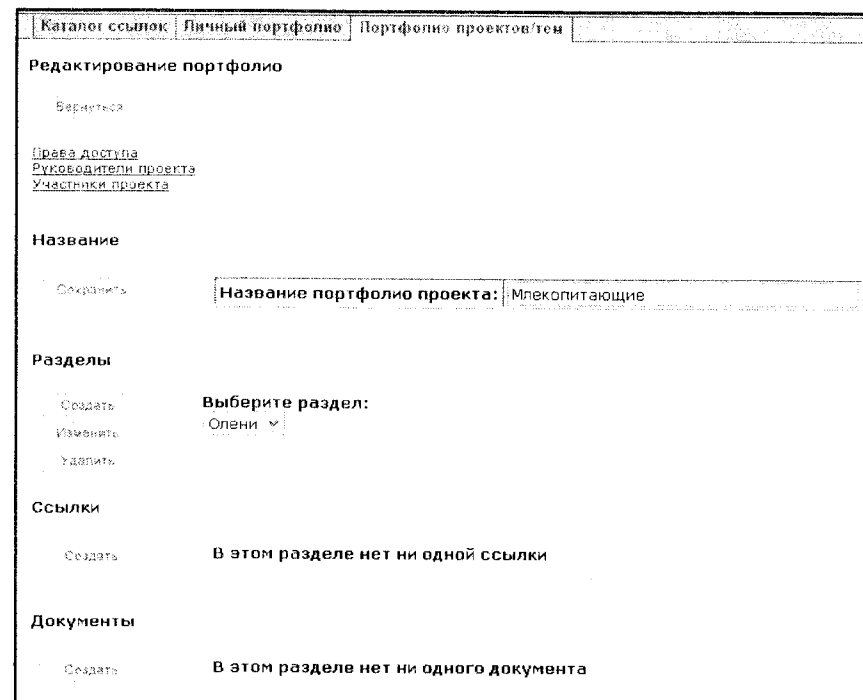 Каталог ссылок Личный портфолио Портфолио проектов/тем
Редактирование портфолио
Вернуться
Права доступа
Руководители проекта
Участники проекта
Название
Сохранить Название портфолио проекта: Млекопитающие
Разделы
Создать Выберите раздел:
Изменить Олени
Удалить
Ссылки
Создать В этом разделе нет ни одной ссылки
Документы
Создать В этом разделе нет ни одного документа